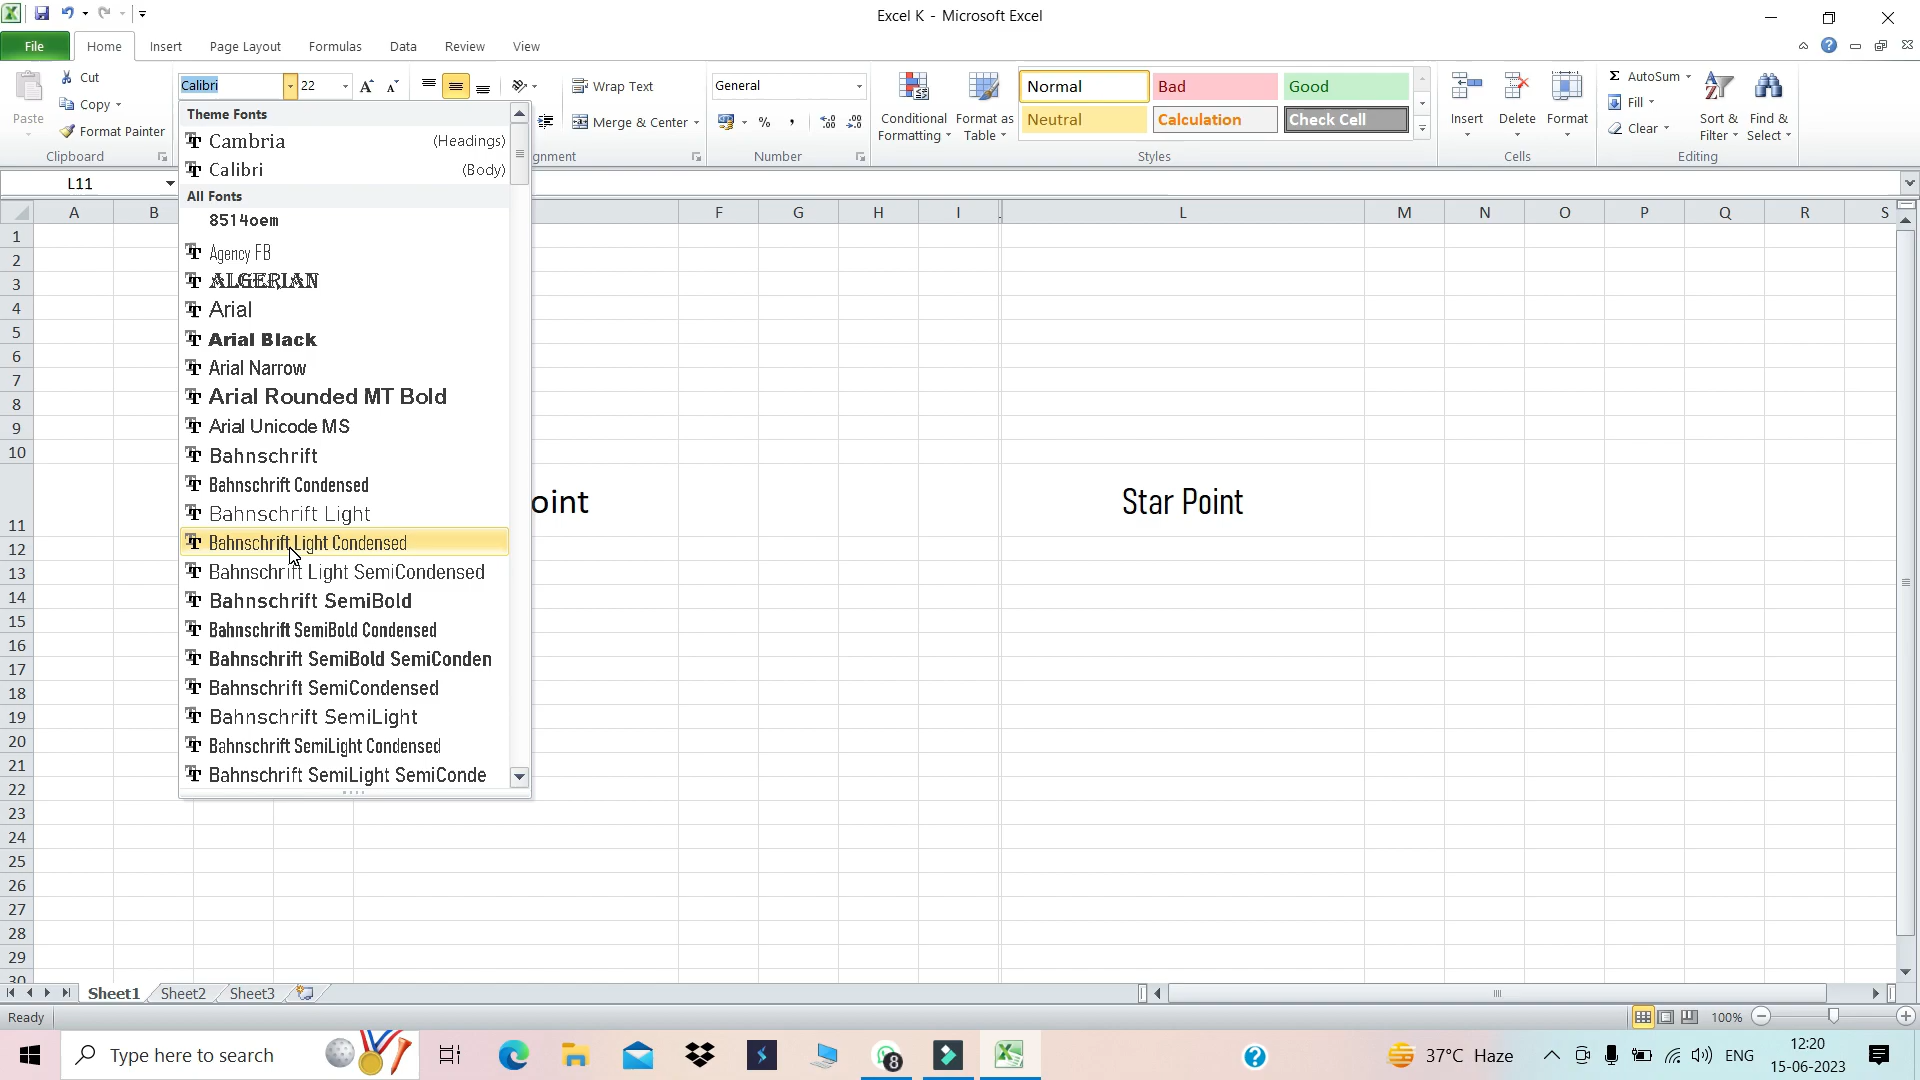 Excel K - Microsoft Excel
File Home Insert Page Layout Formulas Data Review View
Cut
Copy
Format Painter
Paste
Clipboard
Calibri 22
Wrap Text
Merge & Center
gnment
General
%
,
Number
Conditional Formatting
Format as Table
Normal Bad Good
Neutral Calculation Check Cell
Styles
Insert Delete Format
Cells
Σ AutoSum
Fill
Clear
Sort & Filter
Find & Select
Editing
L11
Theme Fonts
Cambria (Headings)
Calibri (Body)
All Fonts
8514oem
Agency FB
ALGERIAN
Arial
Arial Black
Arial Narrow
Arial Rounded MT Bold
Arial Unicode MS
Bahnschrift
Bahnschrift Condensed
Bahnschrift Light
Bahnschrift Light Condensed
Bahnschrift Light SemiCondensed
Bahnschrift SemiBold
Bahnschrift SemiBold Condensed
Bahnschrift SemiBold SemiConden
Bahnschrift SemiCondensed
Bahnschrift SemiLight
Bahnschrift SemiLight Condensed
Bahnschrift SemiLight SemiConde
A B F G H I L M N O P Q R S
1
2
3
4
5
6
7
8
9
10
11
oint Star Point
12
13
14
15
16
17
18
19
20
21
22
23
24
25
26
27
28
29
30
Sheet1 Sheet2 Sheet3
Ready
100%
Type here to search
8
37°C Haze
ENG
12:20
15-06-2023